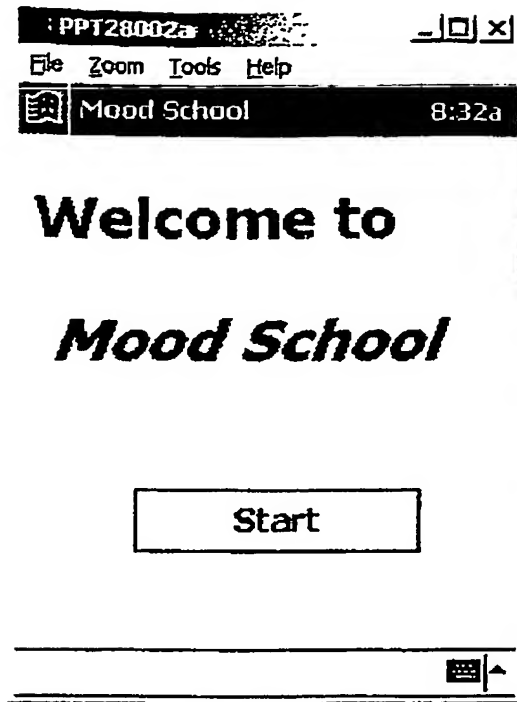 : PPT28002a
File Zoom Tools Help
Mood School 8:32a
Welcome to
Mood School
Start